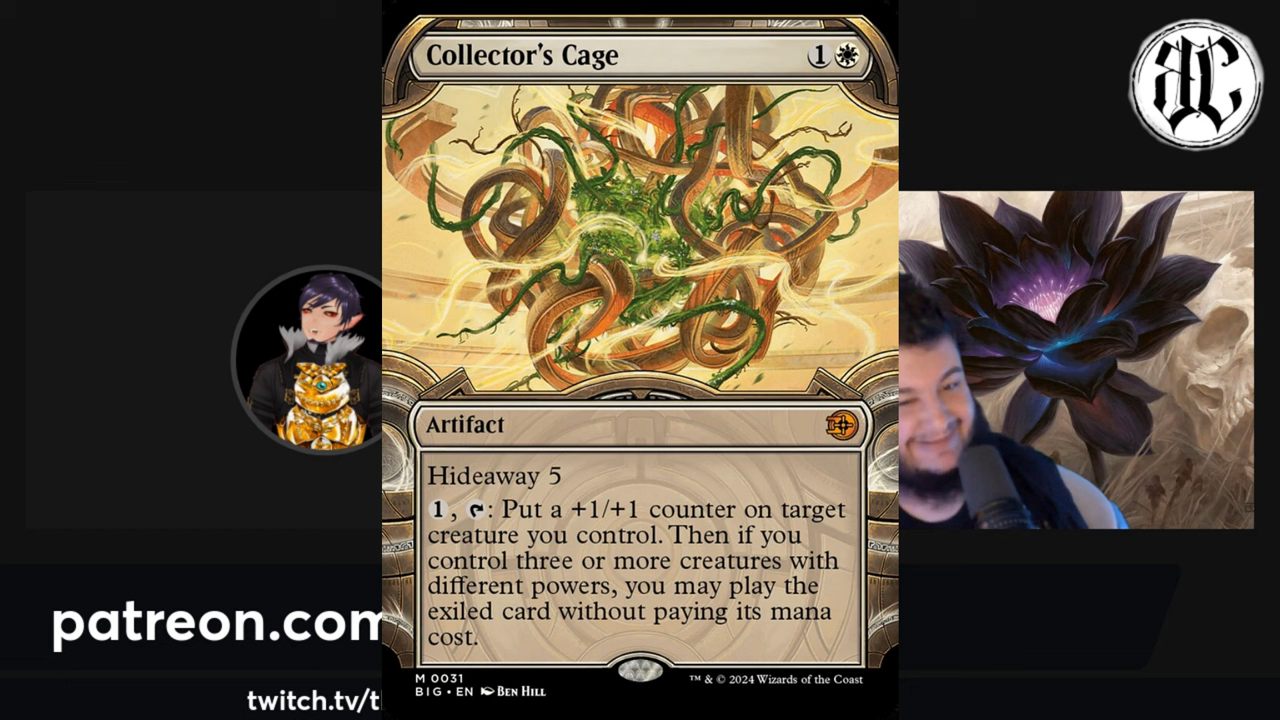 Collector's Cage 1
Artifact
Hideaway 5
1, : Put a +1/+1 counter on target
creature you control. Then if you
control three or more creatures with
different powers, you may play the
exiled card without paying its mana
cost.
M 0031
BIG • EN Ben Hill
™ & © 2024 Wizards of the Coast
patreon.com
twitch.tv/t